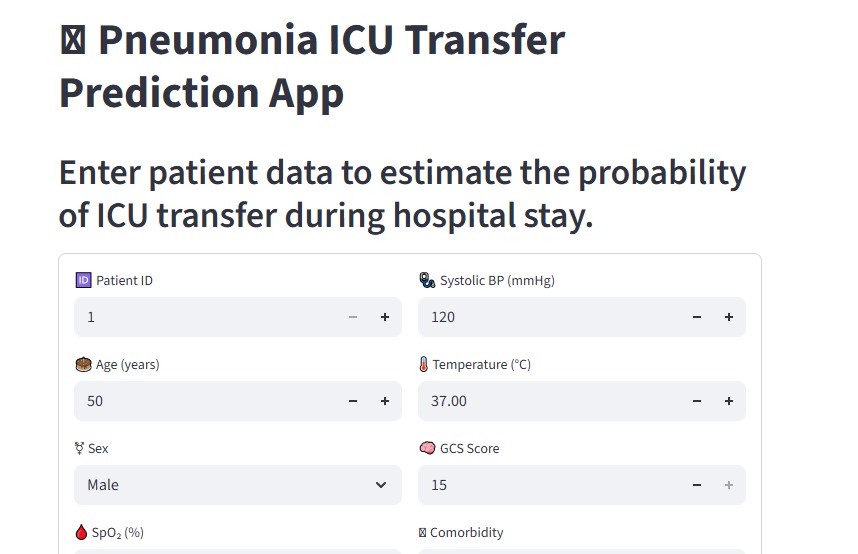 Pneumonia ICU Transfer
Prediction App
Enter patient data to estimate the probability
of ICU transfer during hospital stay.
🆔 Patient ID
1
🎂 Age (years)
50
⚧ Sex
Male
🩸 SpO₂ (%)
🩺 Systolic BP (mmHg)
120
🌡️ Temperature (°C)
37.00
🧠 GCS Score
15
Comorbidity